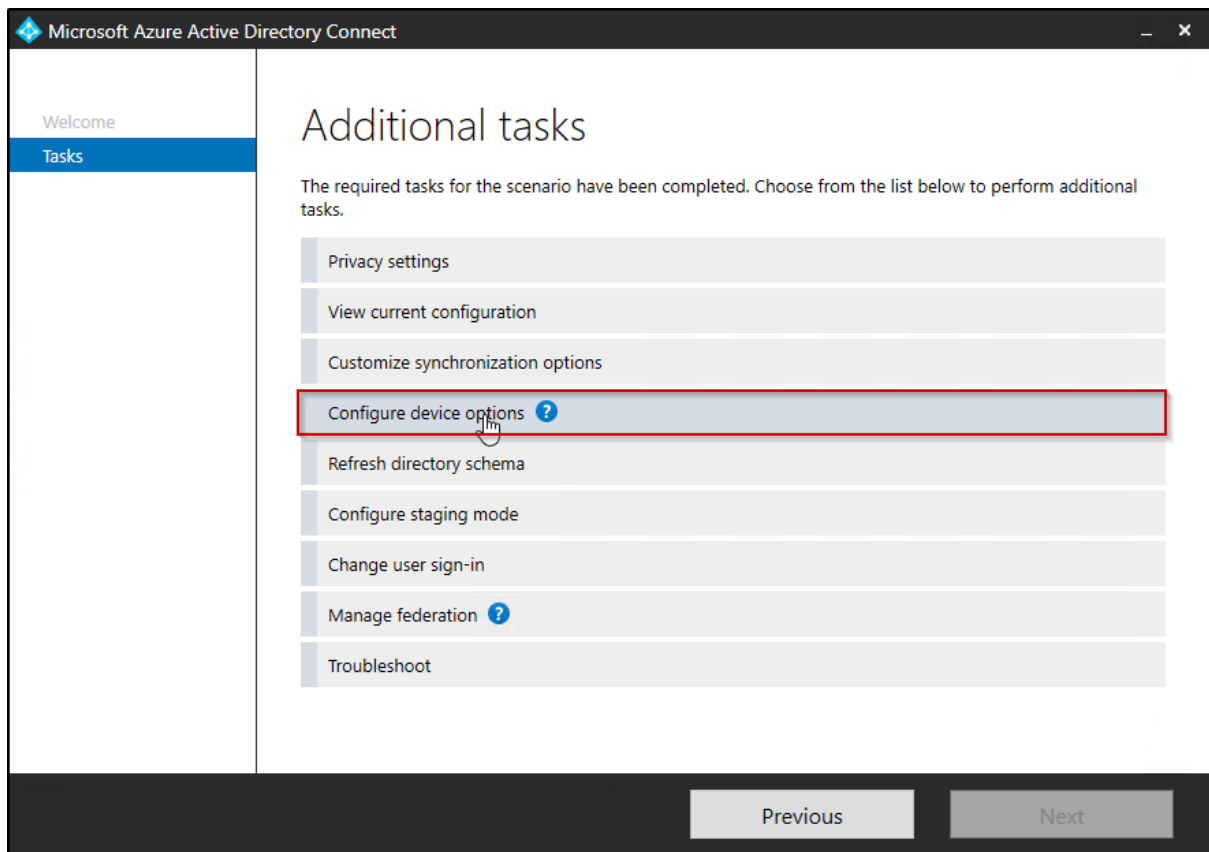 Microsoft Azure Active Directory Connect
Welcome
Tasks
Additional tasks
The required tasks for the scenario have been completed. Choose from the list below to perform additional
tasks.
Privacy settings
View current configuration
Customize synchronization options
Configure device options ?
Refresh directory schema
Configure staging mode
Change user sign-in
Manage federation ?
Troubleshoot
Previous
Next